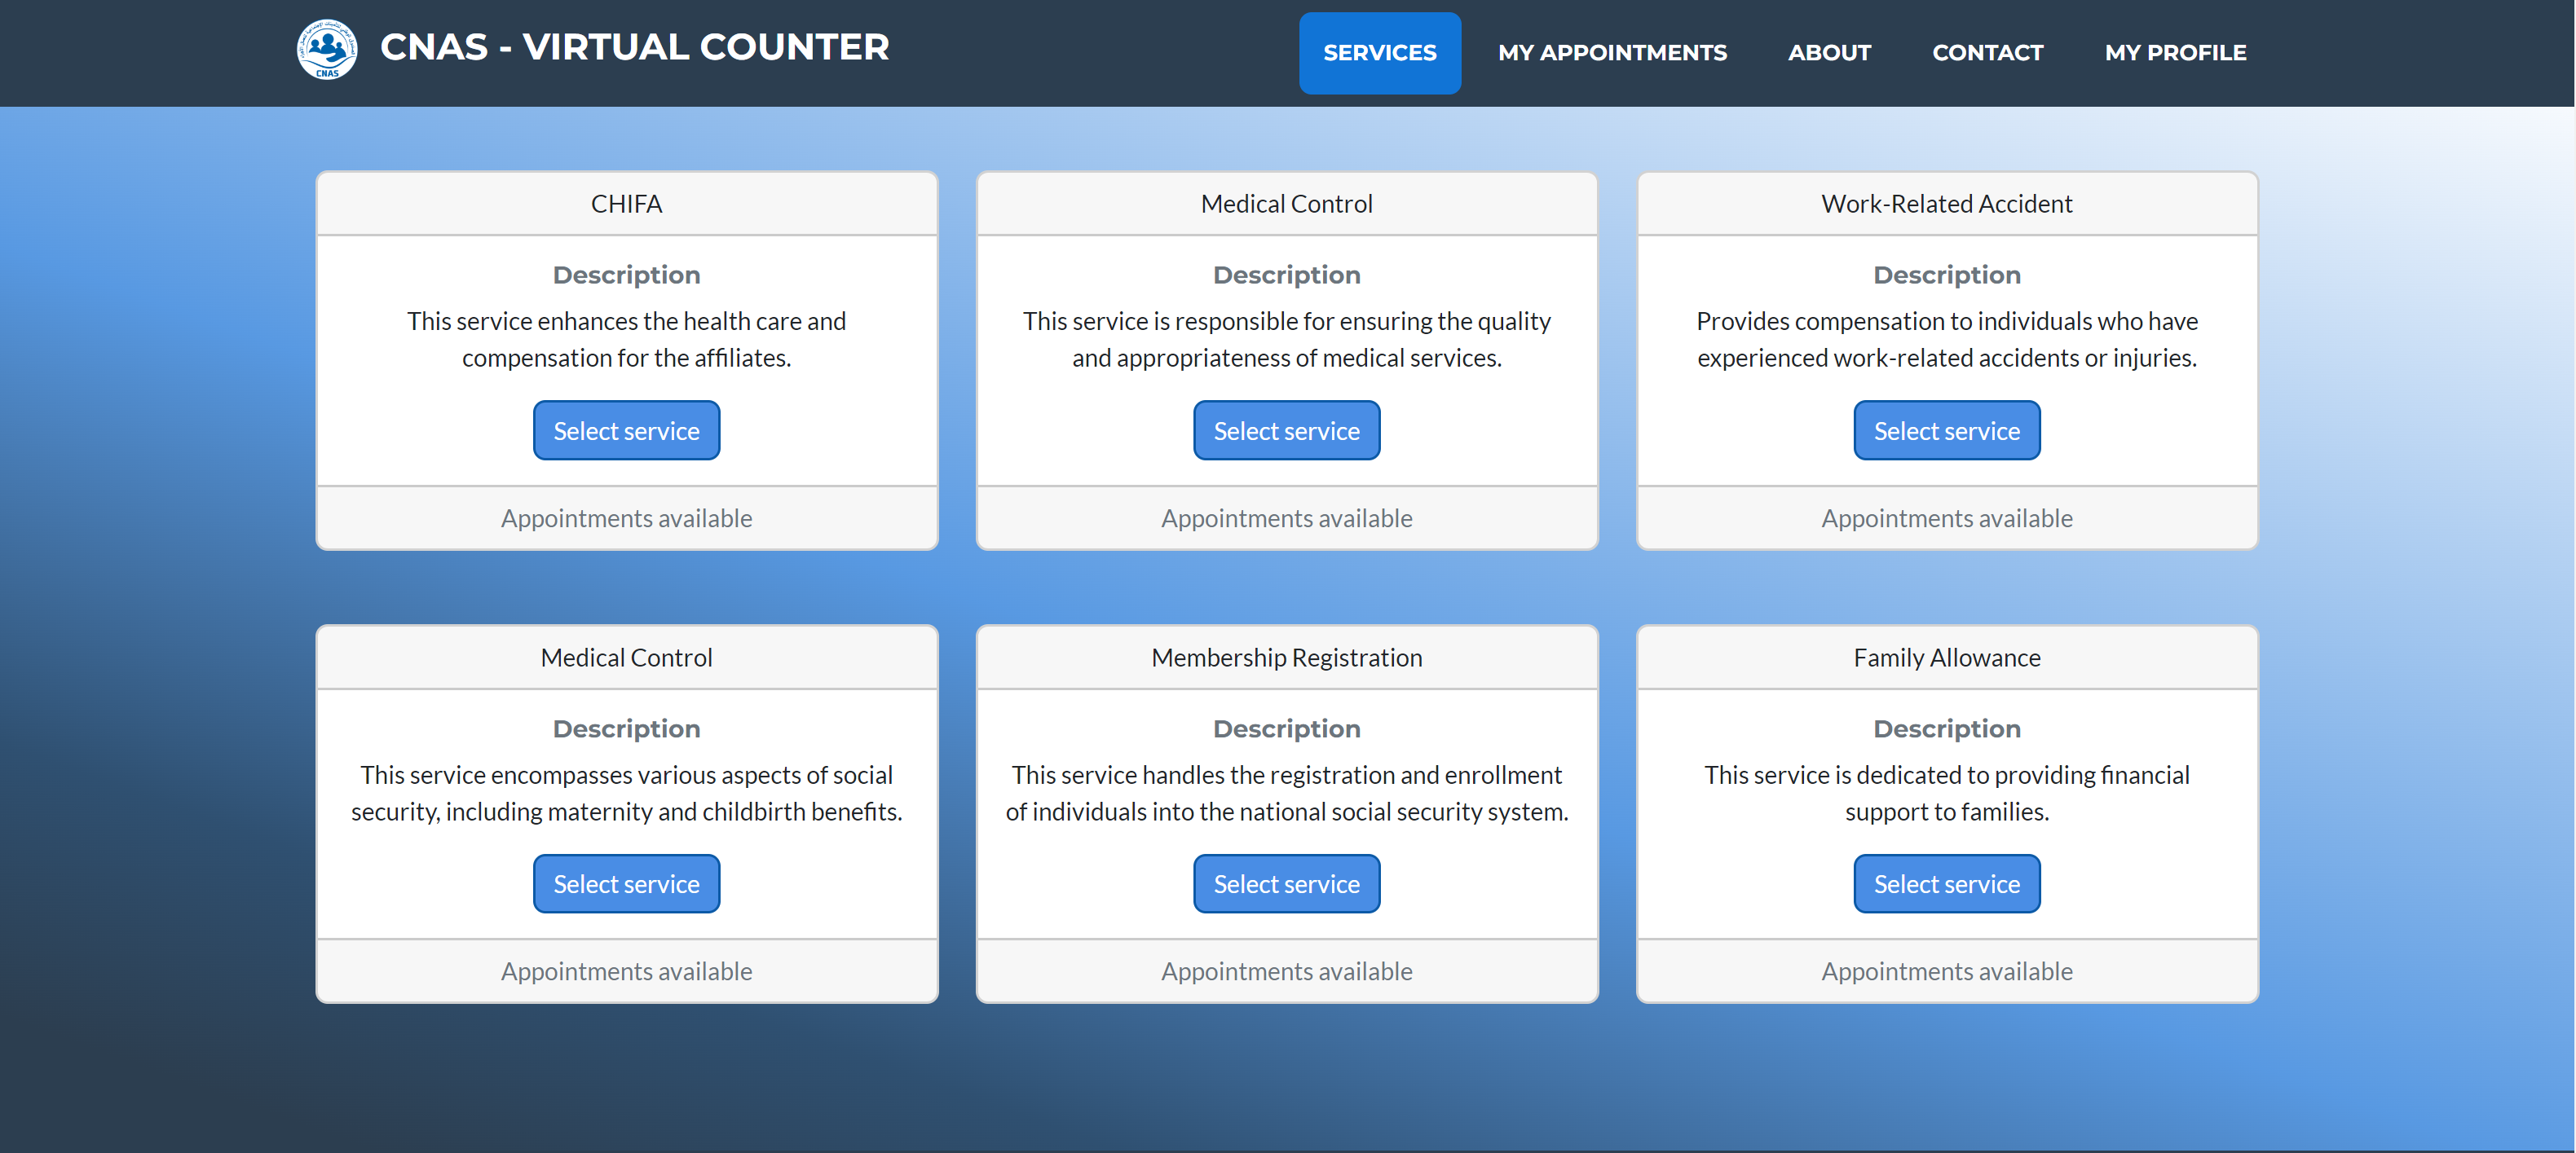 CNAS
CNAS - VIRTUAL COUNTER
SERVICES
MY APPOINTMENTS
ABOUT
CONTACT
MY PROFILE
CHIFA
Description
This service enhances the health care and
compensation for the affiliates.
Select service
Appointments available
Medical Control
Description
This service is responsible for ensuring the quality
and appropriateness of medical services.
Select service
Appointments available
Work-Related Accident
Description
Provides compensation to individuals who have
experienced work-related accidents or injuries.
Select service
Appointments available
Medical Control
Description
This service encompasses various aspects of social
security, including maternity and childbirth benefits.
Select service
Appointments available
Membership Registration
Description
This service handles the registration and enrollment
of individuals into the national social security system.
Select service
Appointments available
Family Allowance
Description
This service is dedicated to providing financial
support to families.
Select service
Appointments available